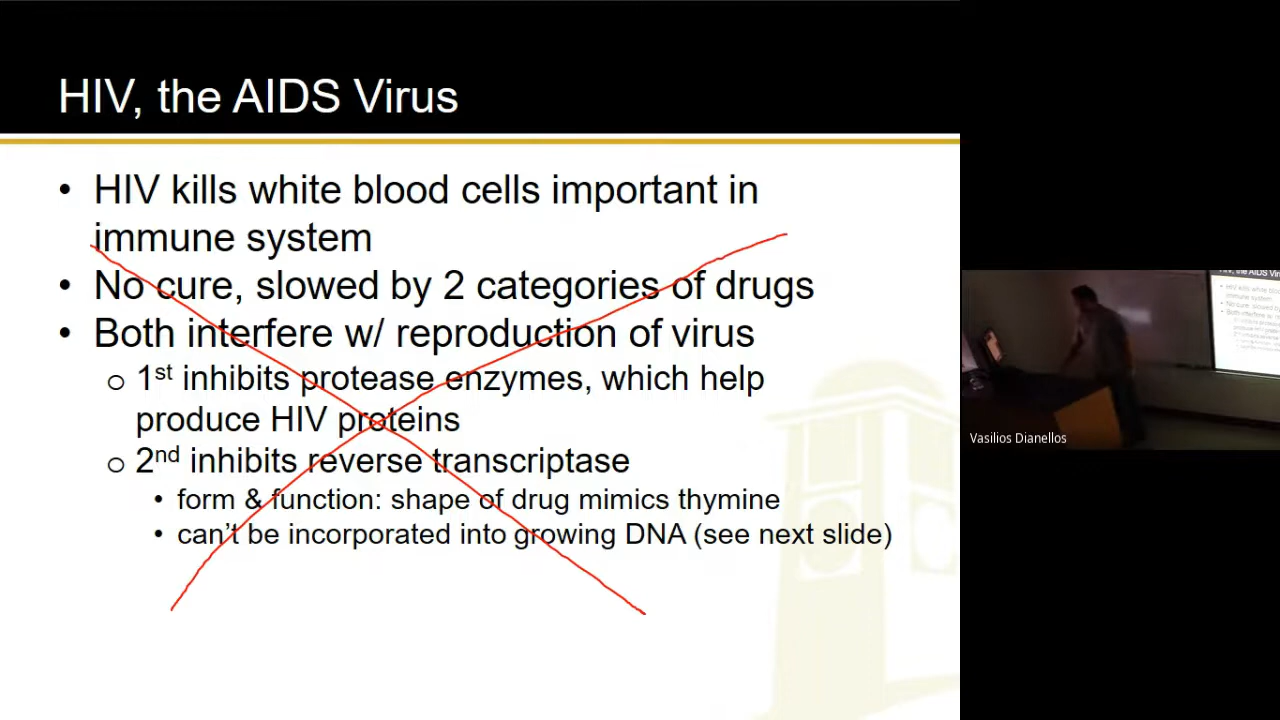 HIV, the AIDS Virus
• HIV kills white blood cells important in
immune system
• No cure, slowed by 2 categories of drugs
• Both interfere w/ reproduction of virus
o 1st inhibits protease enzymes, which help
produce HIV proteins
o 2nd inhibits reverse transcriptase
• form & function: shape of drug mimics thymine
• can't be incorporated into growing DNA (see next slide)
Vasilios Dianellos